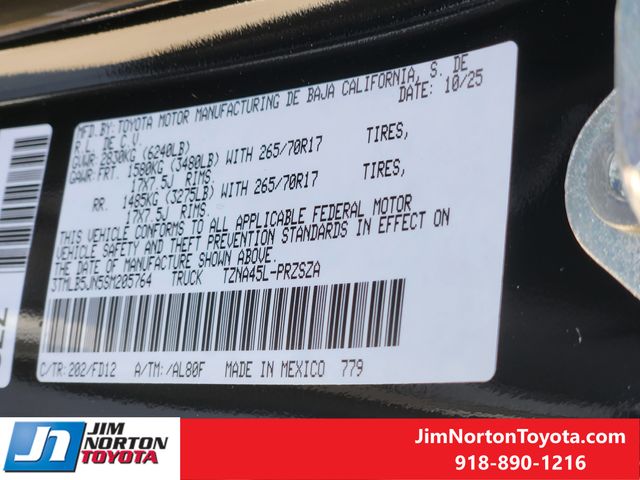 MFD.BY:TOYOTA MOTOR MANUFACTURING DE BAJA CALIFORNIA, S. DE
R.L. DE C.V. DATE: 10/25
GVWR 2830KG (6240LB)
GAWR:FRT. 1580KG (3480LB) WITH 265/70R17 TIRES,
17X7.5J RIMS.
RR. 1485KG (3275LB) WITH 265/70R17 TIRES,
17X7.5J RIMS.
THIS VEHICLE CONFORMS TO ALL APPLICABLE FEDERAL MOTOR
VEHICLE SAFETY AND THEFT PREVENTION STANDARDS IN EFFECT ON
THE DATE OF MANUFACTURE SHOWN ABOVE.
3TMLB5JN5SM205764 TRUCK TZNA45L-PRZSZA
C/TR:202/FD12 A/TM:/AL80F MADE IN MEXICO 779
JIM
NORTON
TOYOTA
JimNortonToyota.com
918-890-1216